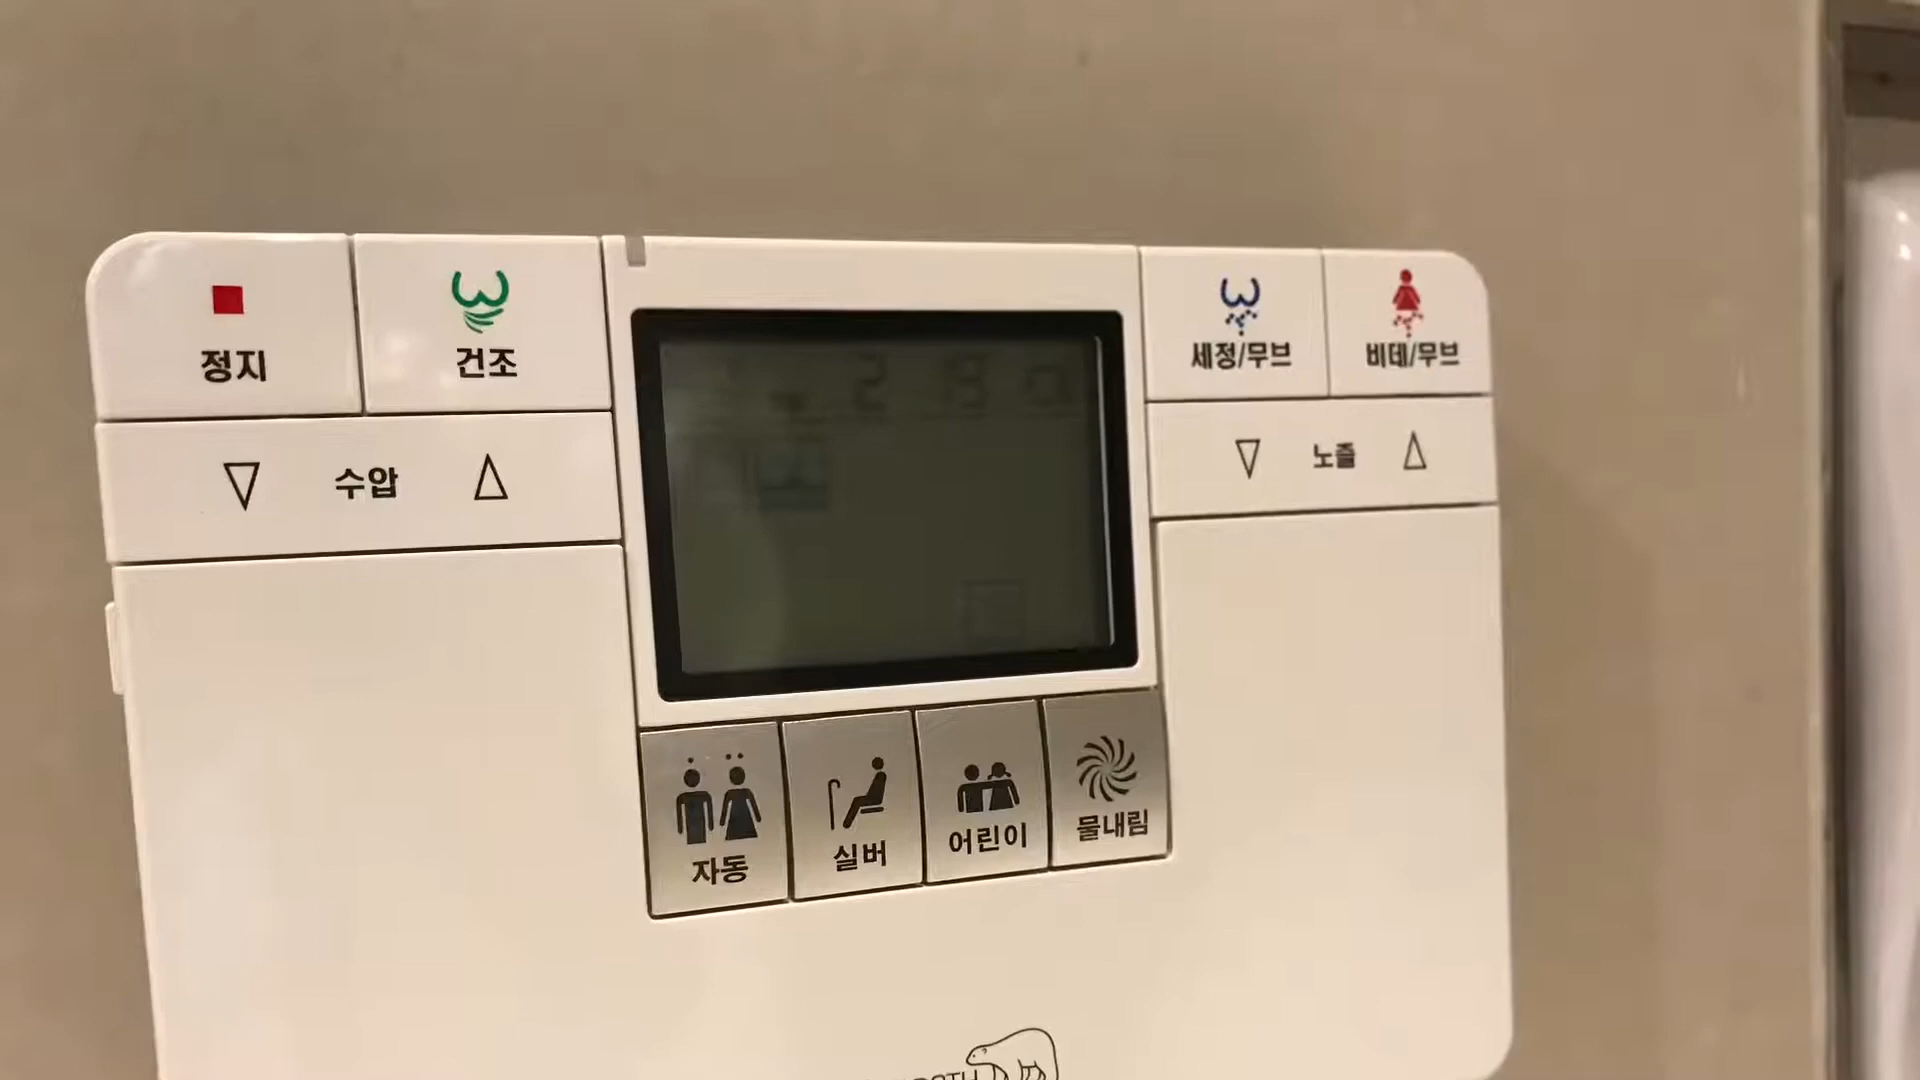 정지
건조
세정/무브
비데/무브
수압
노즐
자동
실버
어린이
물내림